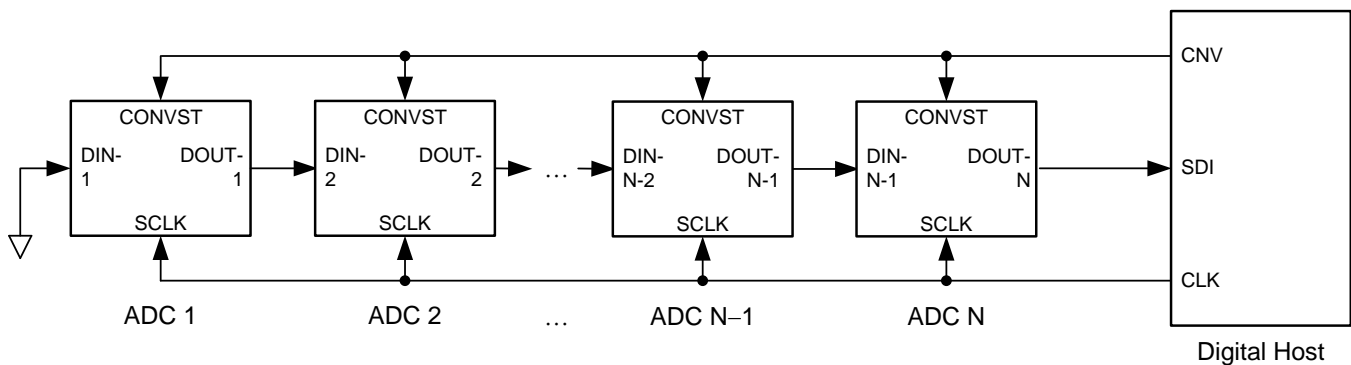 CNV
CONVST
CONVST
CONVST
CONVST
DIN-
1
DOUT-
1
DIN-
2
DOUT-
2
...
DIN-
N-2
DOUT-
N-1
DIN-
N-1
DOUT-
N
SDI
SCLK
SCLK
SCLK
SCLK
CLK
ADC 1
ADC 2
...
ADC N–1
ADC N
Digital Host